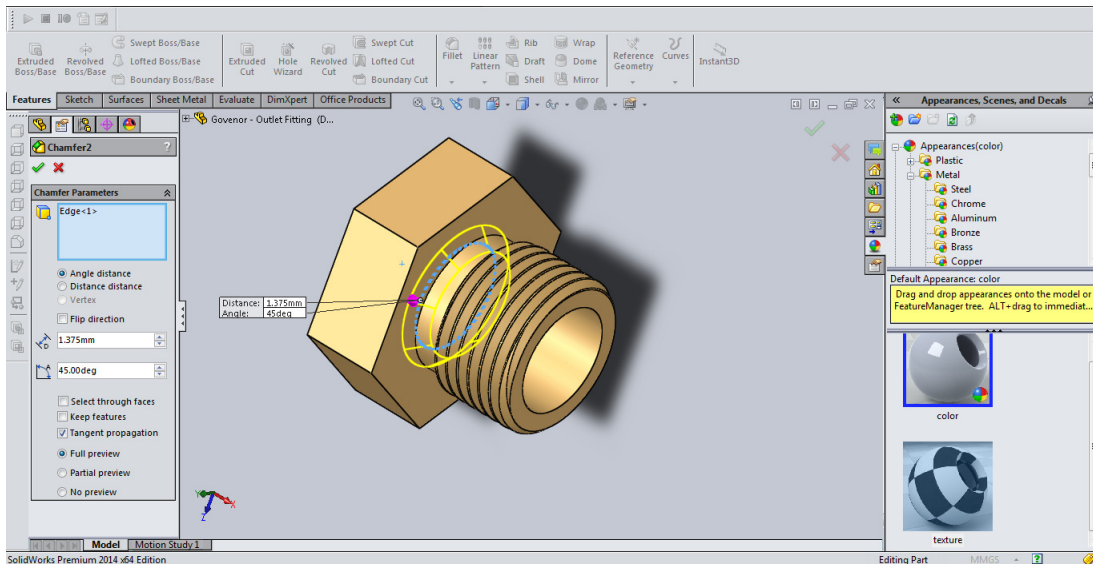 Extruded Boss/Base
Revolved Boss/Base
Swept Boss/Base
Lofted Boss/Base
Boundary Boss/Base
Extruded Cut
Hole Wizard
Revolved Cut
Swept Cut
Lofted Cut
Boundary Cut
Fillet
Linear Pattern
Rib
Draft
Shell
Wrap
Dome
Mirror
Reference Geometry
Curves
Instant3D
Features
Sketch
Surfaces
Sheet Metal
Evaluate
DimXpert
Office Products
Govenor - Outlet Fitting (D...
Chamfer2
?
Chamfer Parameters
Edge<1>
Angle distance
Distance distance
Vertex
Flip direction
1.375mm
45.00deg
Select through faces
Keep features
Tangent propagation
Full preview
Partial preview
No preview
Distance: 1.375mm
Angle: 45deg
Y X
Z
Appearances, Scenes, and Decals
Appearances(color)
Plastic
Metal
Steel
Chrome
Aluminum
Bronze
Brass
Copper
Default Appearance: color
Drag and drop appearances onto the model or
FeatureManager tree. ALT+drag to immediat...
color
texture
Model
Motion Study 1
SolidWorks Premium 2014 x64 Edition
Editing Part
MMGS
?